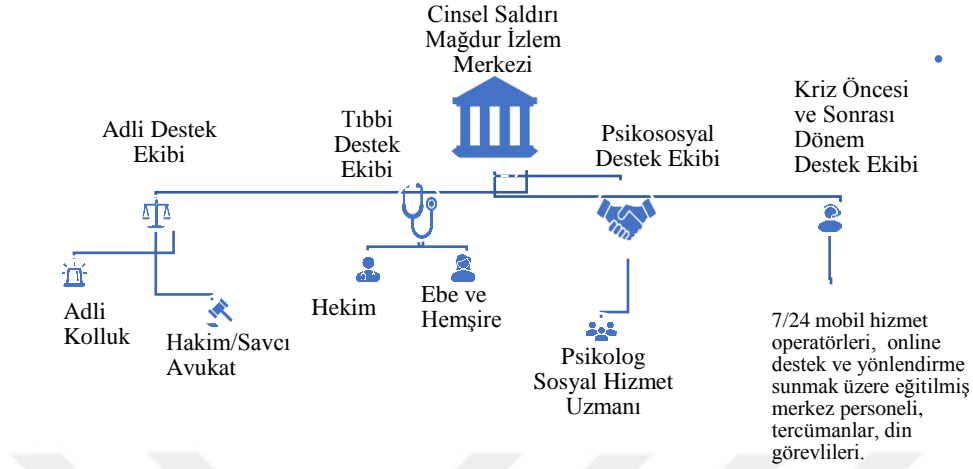 Cinsel Saldırı
Mağdur İzlem
Merkezi
Adli Destek
Ekibi
Tıbbi
Destek
Ekibi
Psikososyal
Destek Ekibi
Kriz Öncesi
ve Sonrası
Dönem
Destek Ekibi
Adli
Kolluk
Hakim/Savcı
Avukat
Hekim
Ebe ve
Hemşire
Psikolog
Sosyal Hizmet
Uzmanı
7/24 mobil hizmet
operatörleri, online
destek ve yönlendirme
sunmak üzere eğitilmiş
merkez personeli,
tercümanlar, din
görevlileri.